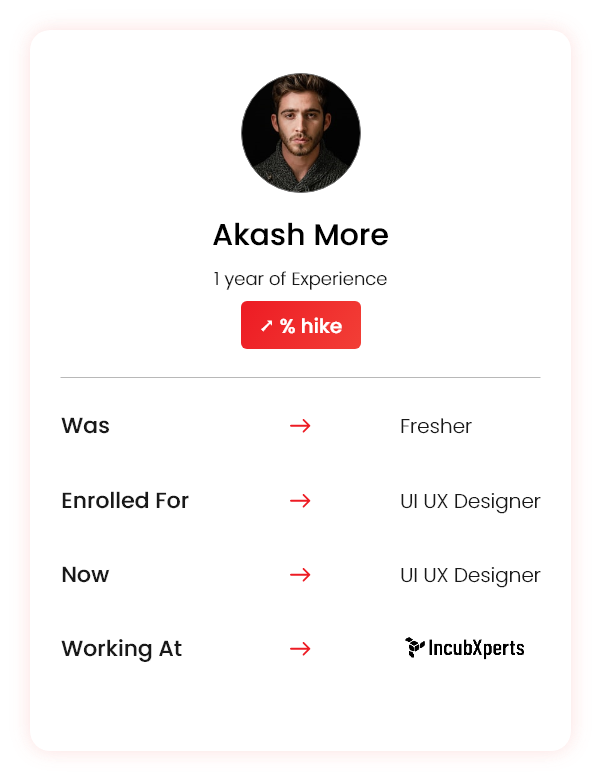 Akash More
1 year of Experience
% hike
Was → Fresher
Enrolled For → UI UX Designer
Now → UI UX Designer
Working At → IncubXperts